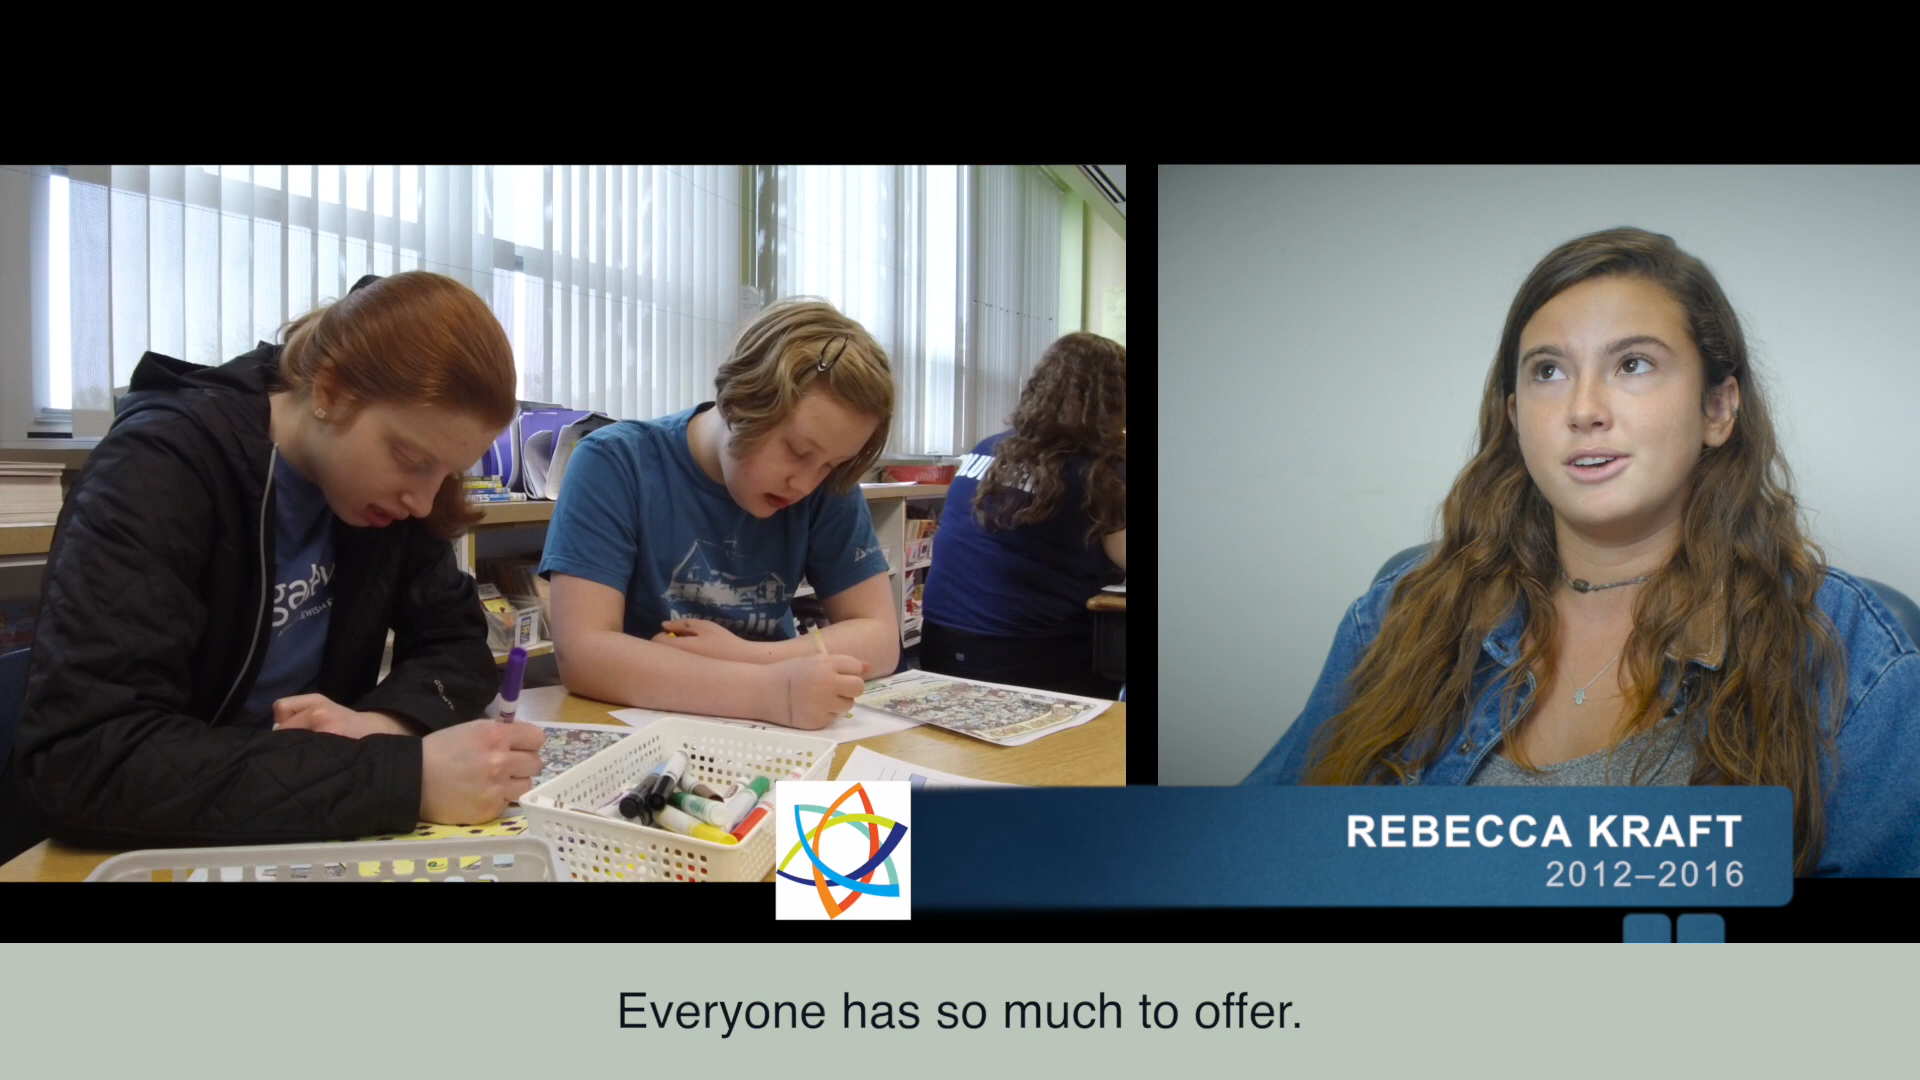 REBECCA KRAFT
2012–2016
Everyone has so much to offer.